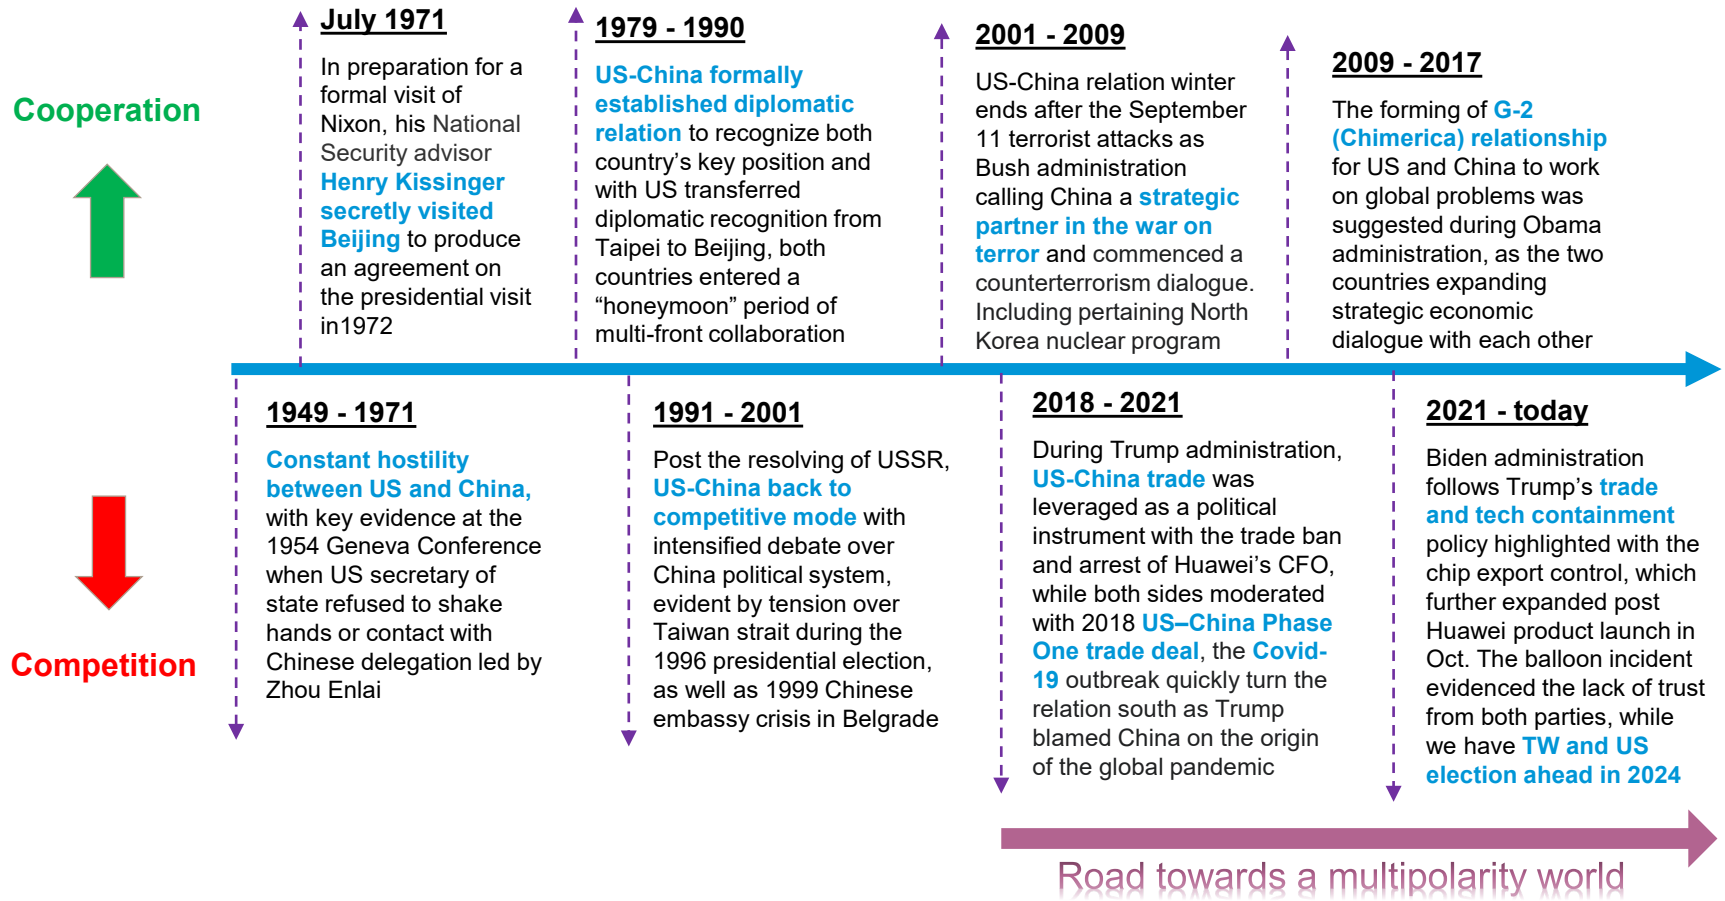 Cooperation
July 1971
In preparation for a
formal visit of
Nixon, his National
Security advisor
Henry Kissinger
secretly visited
Beijing to produce
an agreement on
the presidential visit
in1972
1979 - 1990
US-China formally
established diplomatic
relation to recognize both
country’s key position and
with US transferred
diplomatic recognition from
Taipei to Beijing, both
countries entered a
“honeymoon” period of
multi-front collaboration
2001 - 2009
US-China relation winter
ends after the September
11 terrorist attacks as
Bush administration
calling China a strategic
partner in the war on
terror and commenced a
counterterrorism dialogue.
Including pertaining North
Korea nuclear program
2009 - 2017
The forming of G-2
(Chimerica) relationship
for US and China to work
on global problems was
suggested during Obama
administration, as the two
countries expanding
strategic economic
dialogue with each other
Competition
1949 - 1971
Constant hostility
between US and China,
with key evidence at the
1954 Geneva Conference
when US secretary of
state refused to shake
hands or contact with
Chinese delegation led by
Zhou Enlai
1991 - 2001
Post the resolving of USSR,
US-China back to
competitive mode with
intensified debate over
China political system,
evident by tension over
Taiwan strait during the
1996 presidential election,
as well as 1999 Chinese
embassy crisis in Belgrade
2018 - 2021
During Trump administration,
US-China trade was
leveraged as a political
instrument with the trade ban
and arrest of Huawei’s CFO,
while both sides moderated
with 2018 US–China Phase
One trade deal, the Covid-
19 outbreak quickly turn the
relation south as Trump
blamed China on the origin
of the global pandemic
2021 - today
Biden administration
follows Trump’s trade
and tech containment
policy highlighted with the
chip export control, which
further expanded post
Huawei product launch in
Oct. The balloon incident
evidenced the lack of trust
from both parties, while
we have TW and US
election ahead in 2024
Road towards a multipolarity world